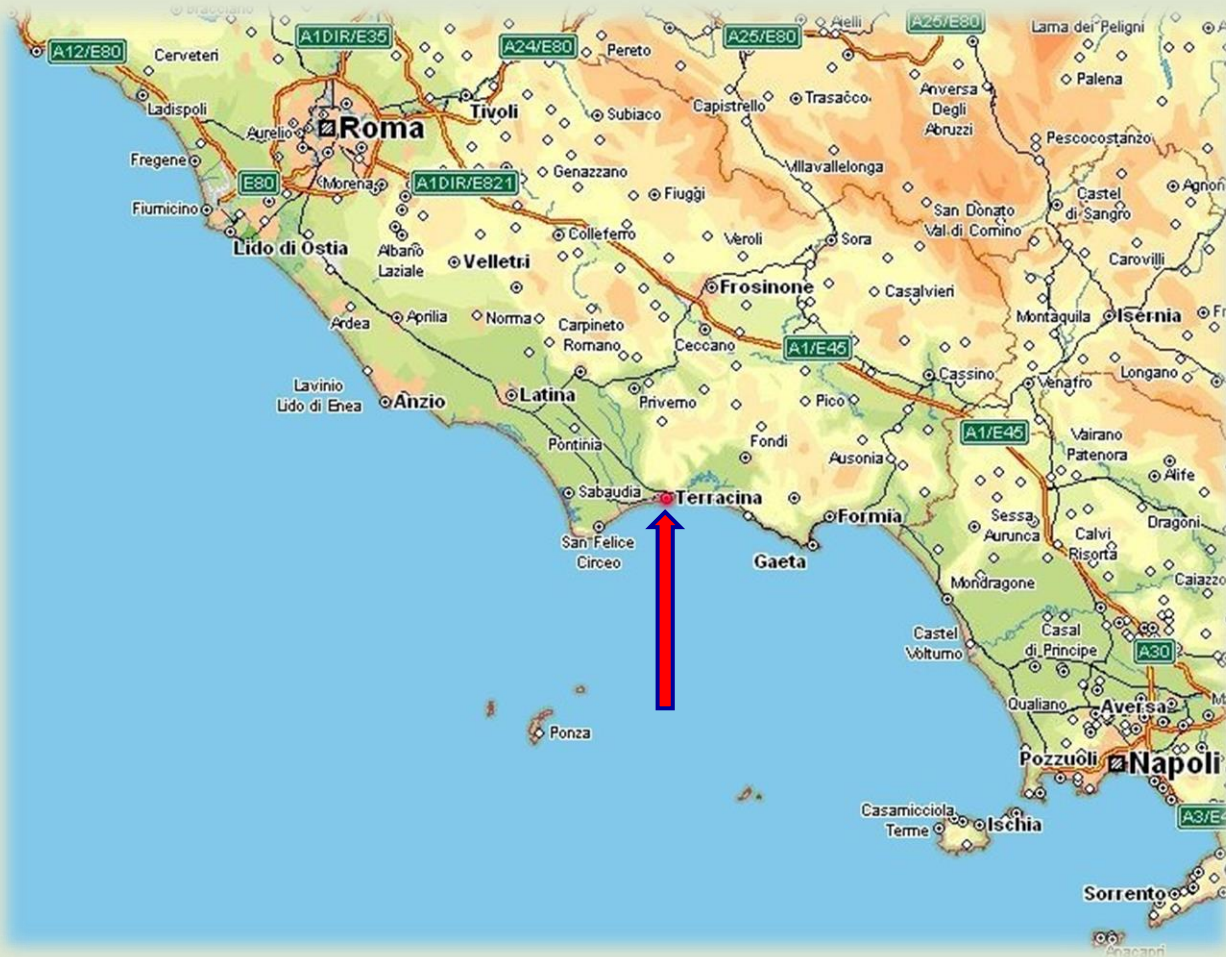 Bracciano
Ajelli
A25/E80
Lama dei Peligni
A12/E80
Cerveteri
A1DIR/E35
A24/E80
Pereto
A25/E80
Palena
Ladispoli
Tivoli
Subiaco
Capistrello
Trasacco
Anversa
Degli
Abruzzi
Aurelio
Roma
Pescocostanzo
Fregene
E80
Morena
A1DIR/E821
Genazzano
Villavallelonga
Fiuggi
Castel
di Sangro
Agnon
Fiumicino
San Donato
Val di Comino
Lido di Ostia
Albano
Laziale
Colleferro
Veroli
Sora
Carovilli
Velletri
Frosinone
Casalvieri
Ardea
Aprilia
Norma
Carpineto
Romano
Ceccano
A1/E45
Montaquila
Isernia
Fr
Lavinio
Lido di Enea
Anzio
Latina
Priverno
Pico
Cassino
Venafro
Longano
Pontinia
Fondi
Ausonia
A1/E45
Vairano
Patenora
Alife
Sabaudia
Terracina
Formia
Sessa
Aurunca
Calvi
Risorta
Dragoni
San Felice
Circeo
Gaeta
Mondragone
Caiazzo
Castel
Volturno
Casal
di Principe
A30
Qualiano
Aversa
M
Ponza
Pozzuoli
Napoli
Casamicciola
Terme
Ischia
A3/E4
Sorrento
Anacapri